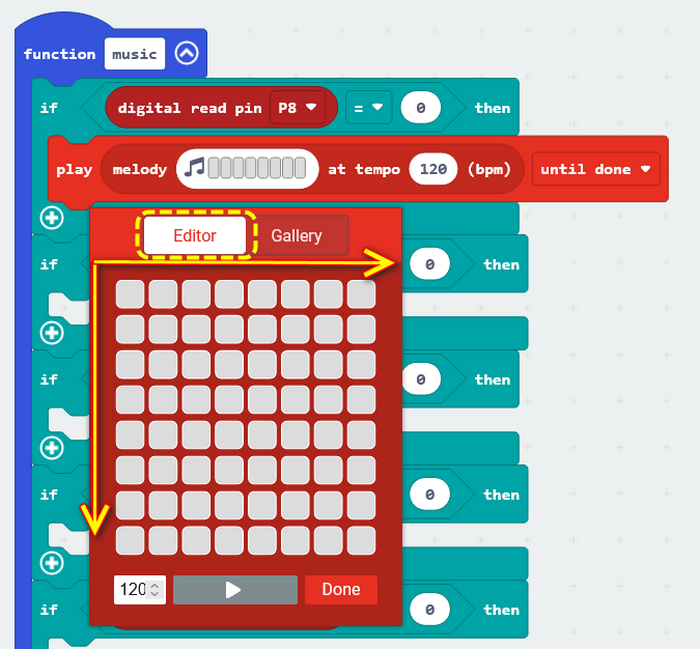 function music
if digital read pin P8 = 0 then
play melody at tempo 120 (bpm) until done
Editor Gallery
if 0 then
if 0 then
if 0 then
120 Done
if 0 then